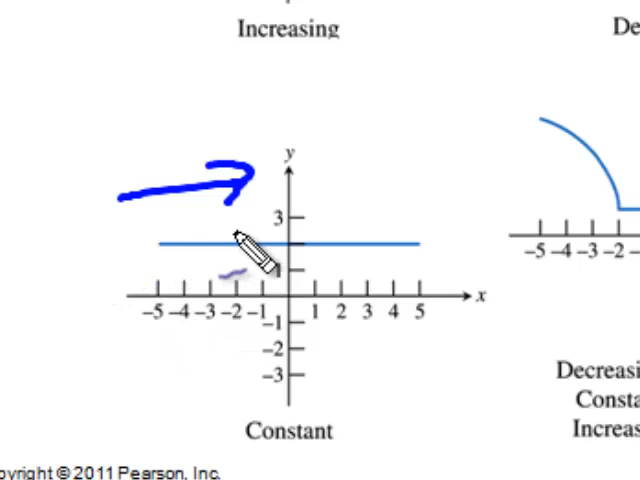 Increasing
De
y
3
1
-5 -4 -3 -2 -1 1 2 3 4 5 x
-1
-2
-3
Constant
-5 -4 -3 -2
Decreasi
Consta
Increas
opyright © 2011 Pearson, Inc.